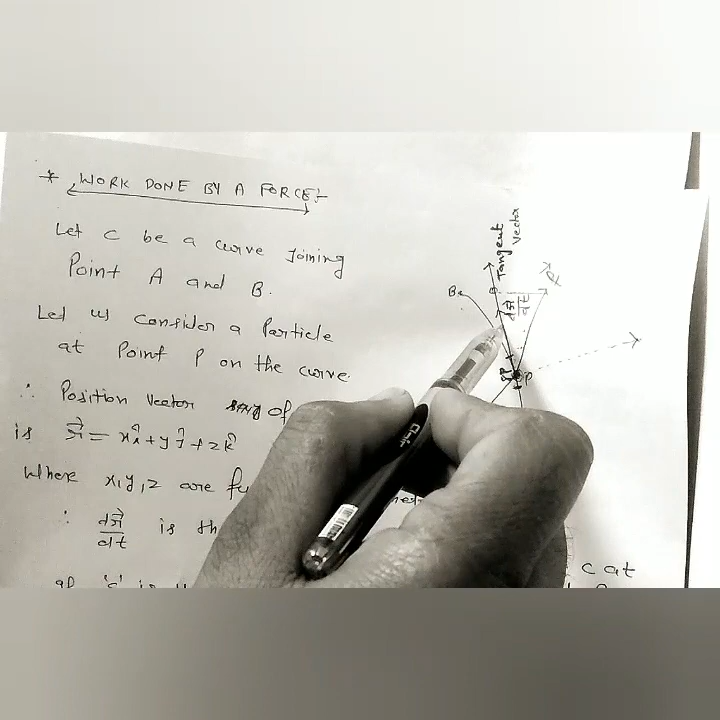 * WORK DONE BY A FORCE:-
Let C be a curve Joining
Point A and B.
Let us consider a Particle
at Point P on the curve.
∴ Position Vector of
is r⃗ = xî + yĵ + zk̂
Where x,y,z are
∴ dr⃗/dt is
c at
Tangent
Vector
B
dr⃗
dt
P